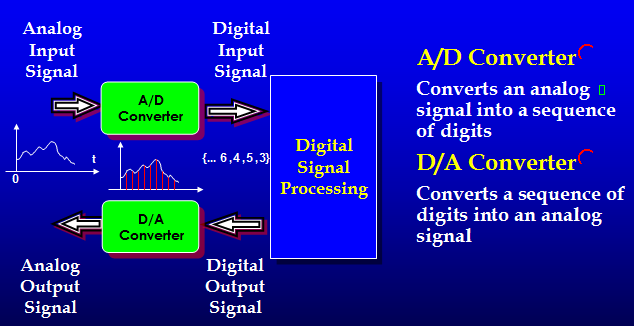 Analog
Input
Signal
Digital
Input
Signal
A/D
Converter
t
0
{... 6,4,5,3}
Digital
Signal
Processing
D/A
Converter
Analog
Output
Signal
Digital
Output
Signal
A/D Converter
Converts an analog
signal into a sequence
of digits
D/A Converter
Converts a sequence of
digits into an analog
signal